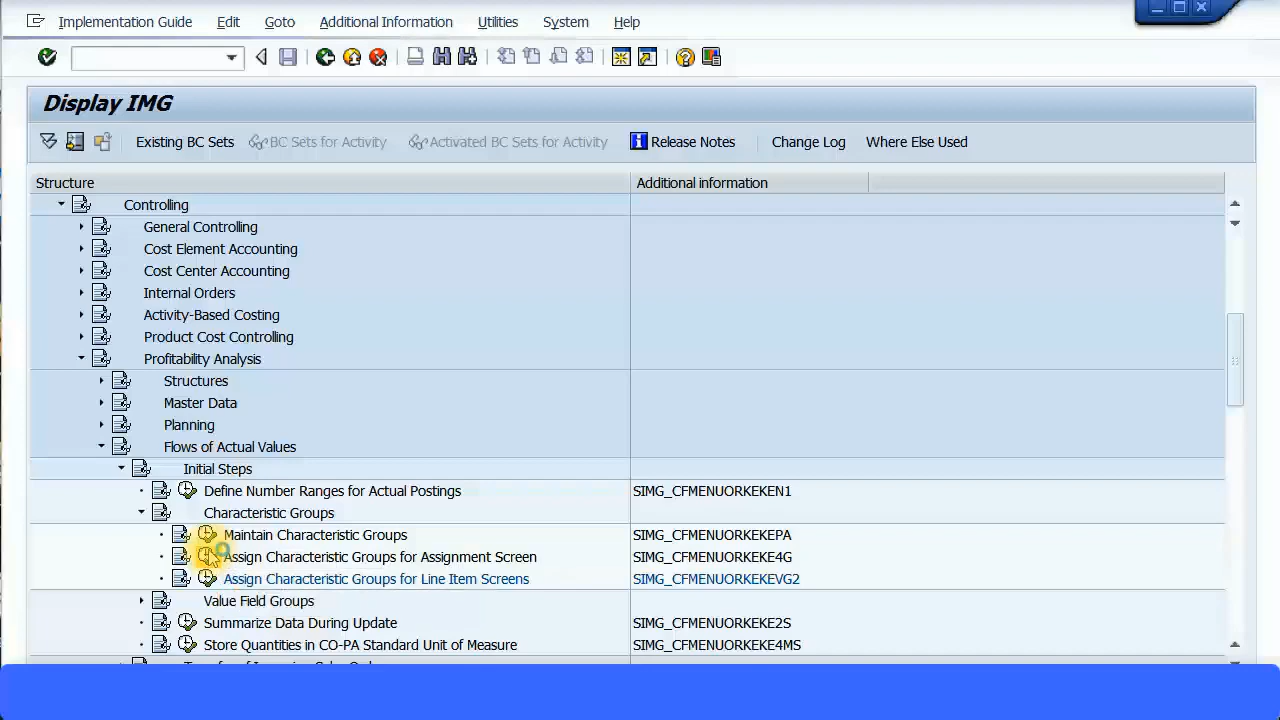 Implementation Guide Edit Goto Additional Information Utilities System Help
Display IMG
Existing BC Sets BC Sets for Activity Activated BC Sets for Activity Release Notes Change Log Where Else Used
Structure Additional information
Controlling
General Controlling
Cost Element Accounting
Cost Center Accounting
Internal Orders
Activity-Based Costing
Product Cost Controlling
Profitability Analysis
Structures
Master Data
Planning
Flows of Actual Values
Initial Steps
Define Number Ranges for Actual Postings SIMG_CFMENUORKEKEN1
Characteristic Groups
Maintain Characteristic Groups SIMG_CFMENUORKEKEPA
Assign Characteristic Groups for Assignment Screen SIMG_CFMENUORKEKE4G
Assign Characteristic Groups for Line Item Screens SIMG_CFMENUORKEKEVG2
Value Field Groups
Summarize Data During Update SIMG_CFMENUORKEKE2S
Store Quantities in CO-PA Standard Unit of Measure SIMG_CFMENUORKEKE4MS